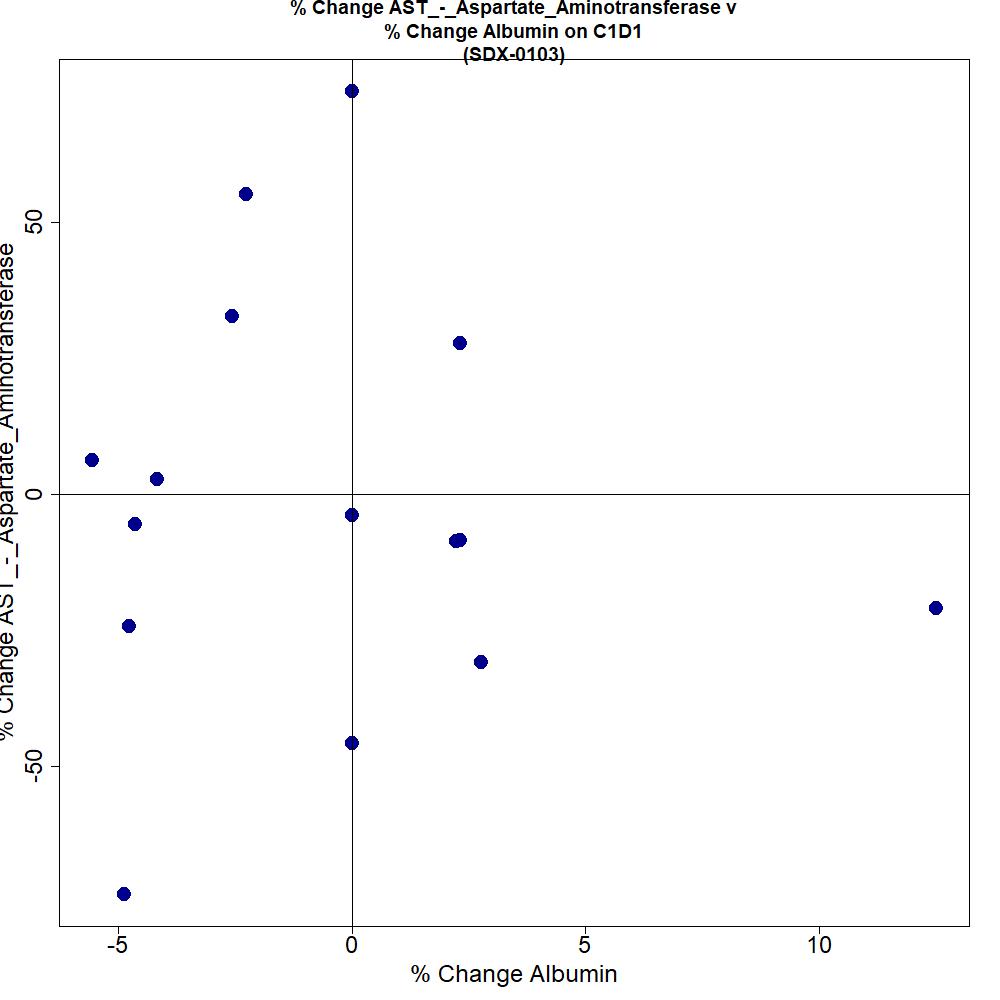 % Change AST_-_Aspartate_Aminotransferase v
% Change Albumin on C1D1
(SDX-0103)
% Change AST_-_Aspartate_Aminotransferase
50
0
-50
-5
0
5
10
% Change Albumin